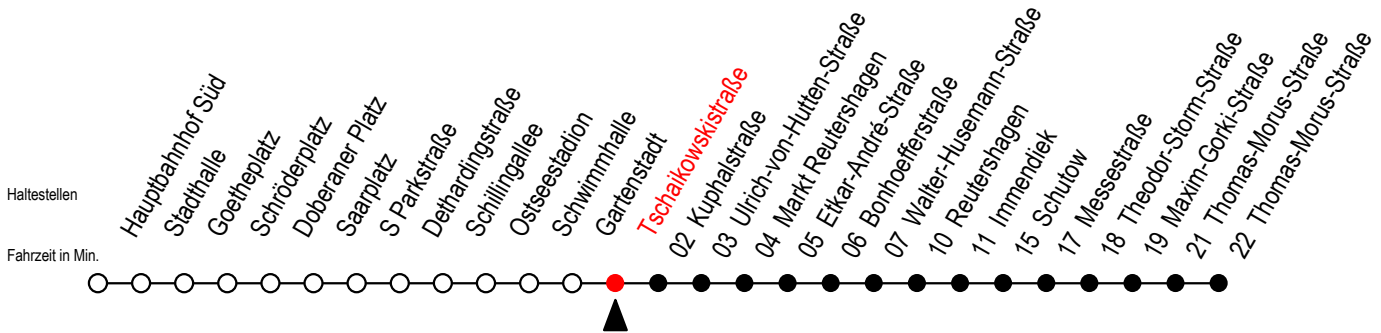 Haltestellen
Fahrzeit in Min.
Hauptbahnhof Süd
Stadthalle
Goetheplatz
Schröderplatz
Doberaner Platz
Saarplatz
S Parkstraße
Dethardingstraße
Schillingallee
Ostseestadion
Schwimmhalle
Gartenstadt
Tschaikowskistraße
02 Kuphalstraße
03 Ulrich-von-Hutten-Straße
04 Markt Reutershagen
05 Etkar-André-Straße
06 Bonhoefferstraße
07 Walter-Husemann-Straße
10 Reutershagen
11 Immendiek
15 Schutow
17 Messestraße
18 Theodor-Storm-Straße
19 Maxim-Gorki-Straße
21 Thomas-Morus-Straße
22 Thomas-Morus-Straße